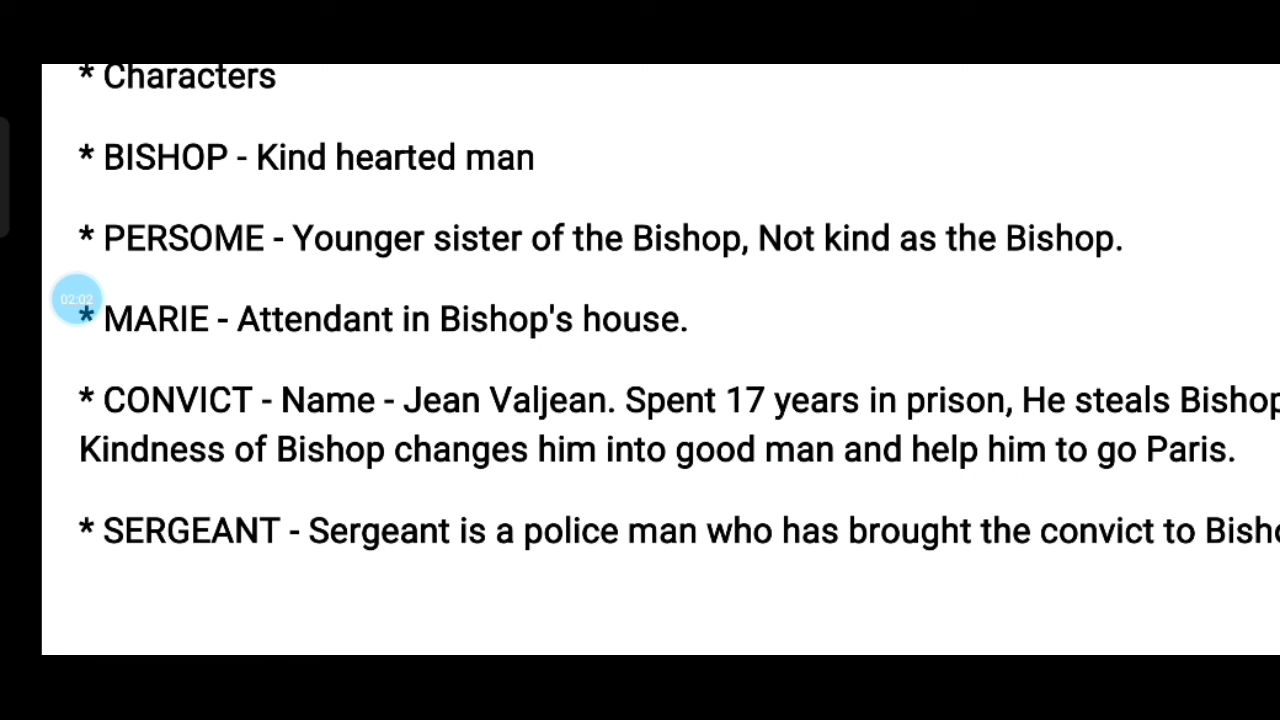 * Characters
* BISHOP - Kind hearted man
* PERSOME - Younger sister of the Bishop, Not kind as the Bishop.
02:02
* MARIE - Attendant in Bishop's house.
* CONVICT - Name - Jean Valjean. Spent 17 years in prison, He steals Bishop
Kindness of Bishop changes him into good man and help him to go Paris.
* SERGEANT - Sergeant is a police man who has brought the convict to